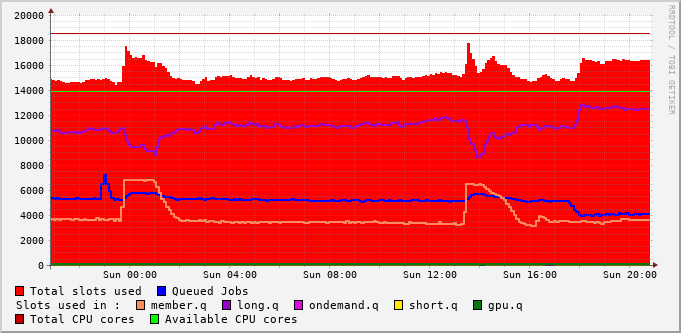 RRDTOOL / TOBI OETIKER
20000
18000
16000
14000
12000
10000
8000
6000
4000
2000
0
Sun 00:00 Sun 04:00 Sun 08:00 Sun 12:00 Sun 16:00 Sun 20:00
Total slots used Queued Jobs
Slots used in : member.q long.q ondemand.q short.q gpu.q
Total CPU cores Available CPU cores